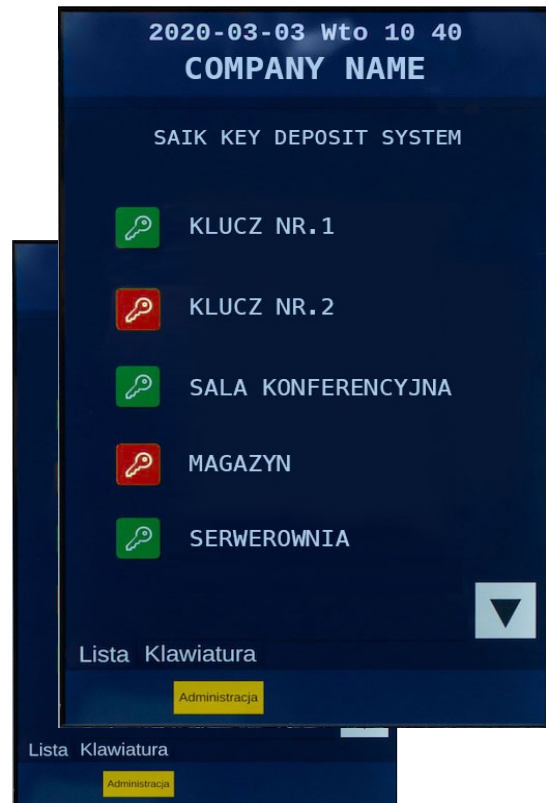 2020-03-03 Wto 10 40
COMPANY NAME
SAIK KEY DEPOSIT SYSTEM
KLUCZ NR.1
KLUCZ NR.2
SALA KONFERENCYJNA
MAGAZYN
SERWEROWNIA
Lista Klawiatura
Administracja
Lista Klawiatura
Administracja